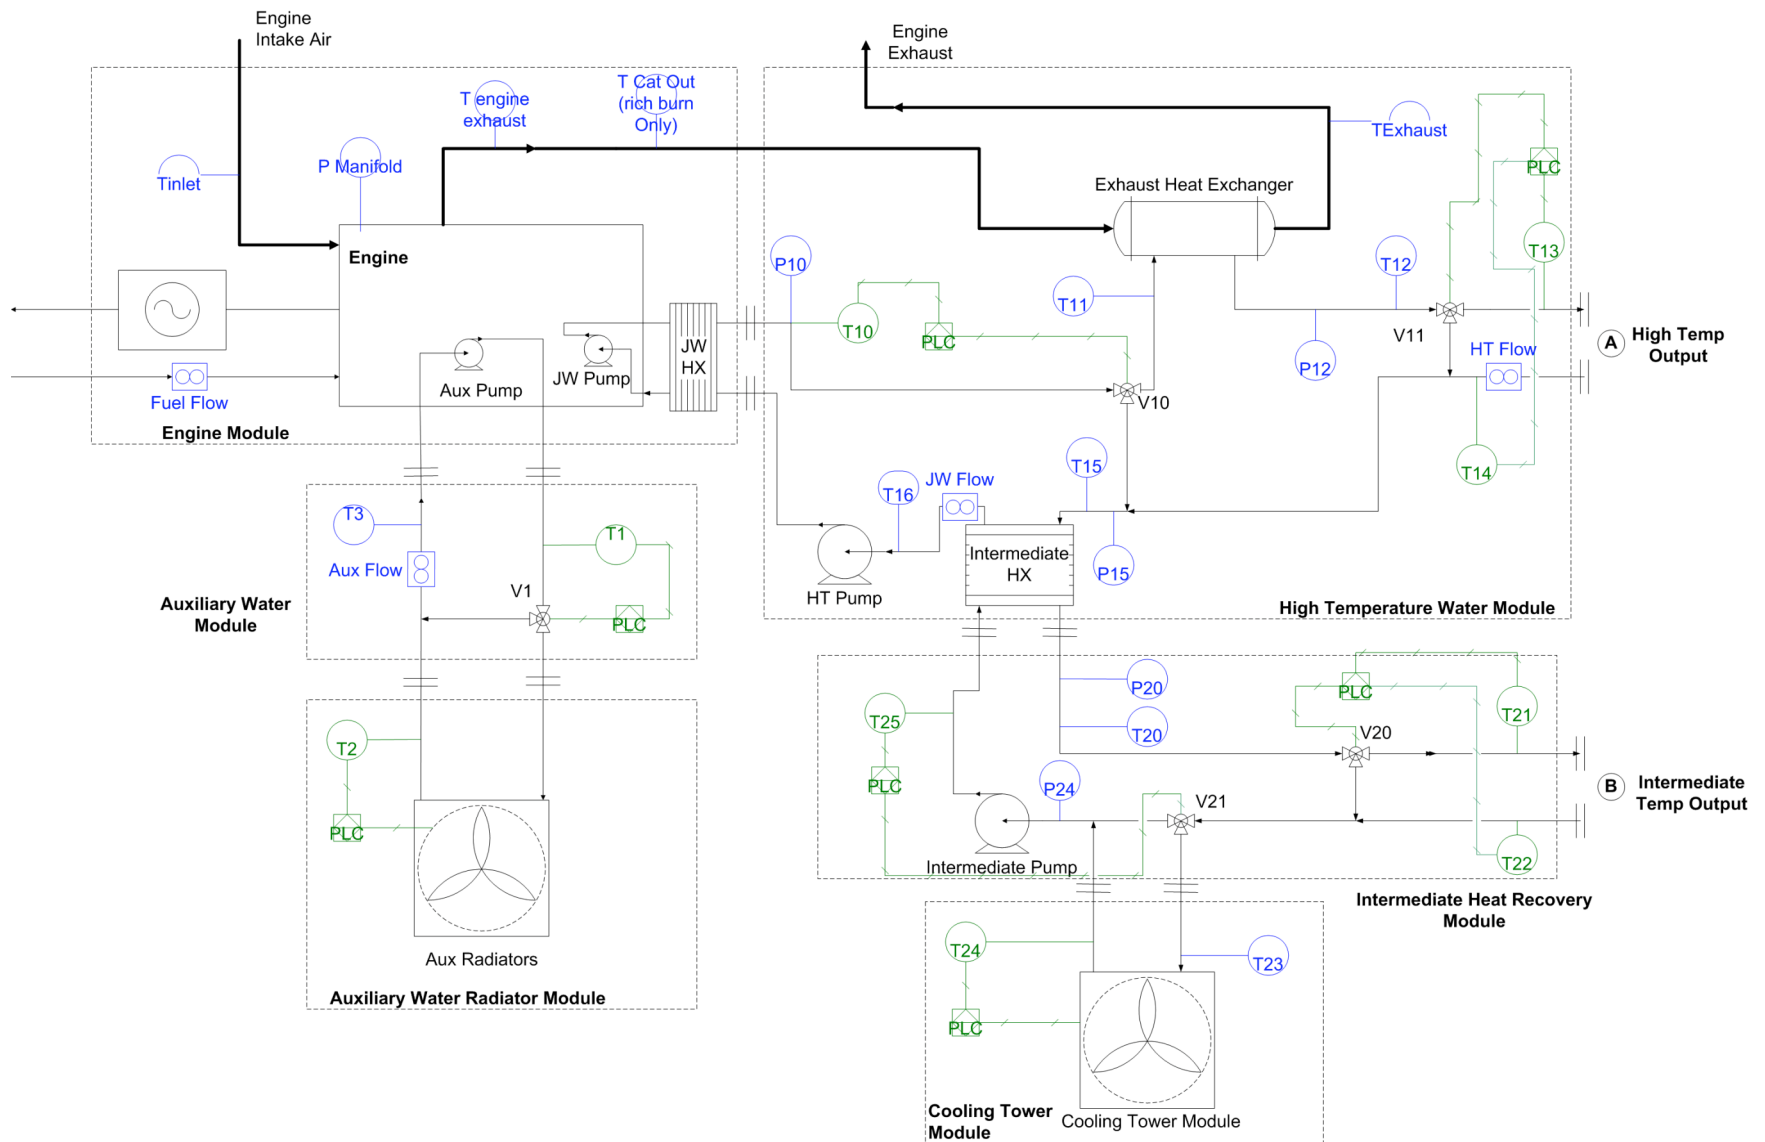 Engine
Intake Air
Engine
Exhaust
T Cat Out
(rich burn
Only)
T engine
exhaust
TExhaust
P Manifold
Tinlet
PLC
Exhaust Heat Exchanger
Engine
P10
T12
T13
T11
T10
PLC
V11
A
High Temp
Output
JW
HX
HT Flow
P12
JW Pump
Aux Pump
Fuel Flow
V10
Engine Module
T15
T14
T16
JW Flow
T3
T1
Intermediate
HX
P15
Aux Flow
V1
HT Pump
High Temperature Water Module
Auxiliary Water
Module
PLC
P20
PLC
T25
T21
T20
V20
T2
PLC
P24
V21
B
Intermediate
Temp Output
PLC
Intermediate Pump
T22
Intermediate Heat Recovery
Module
Aux Radiators
T24
T23
Auxiliary Water Radiator Module
PLC
Cooling Tower
Module
Cooling Tower Module